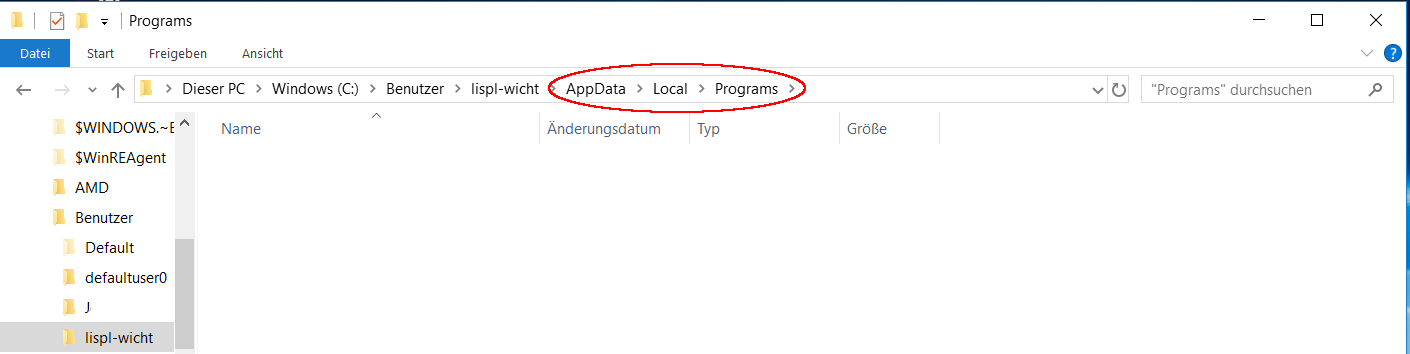 Programs
Datei Start Freigeben Ansicht
Dieser PC Windows (C:) Benutzer lispl-wicht AppData Local Programs "Programs" durchsuchen
Name Änderungsdatum Typ Größe
$WINDOWS.~E
$WinREAgent
AMD
Benutzer
Default
defaultuser0
J
lispl-wicht